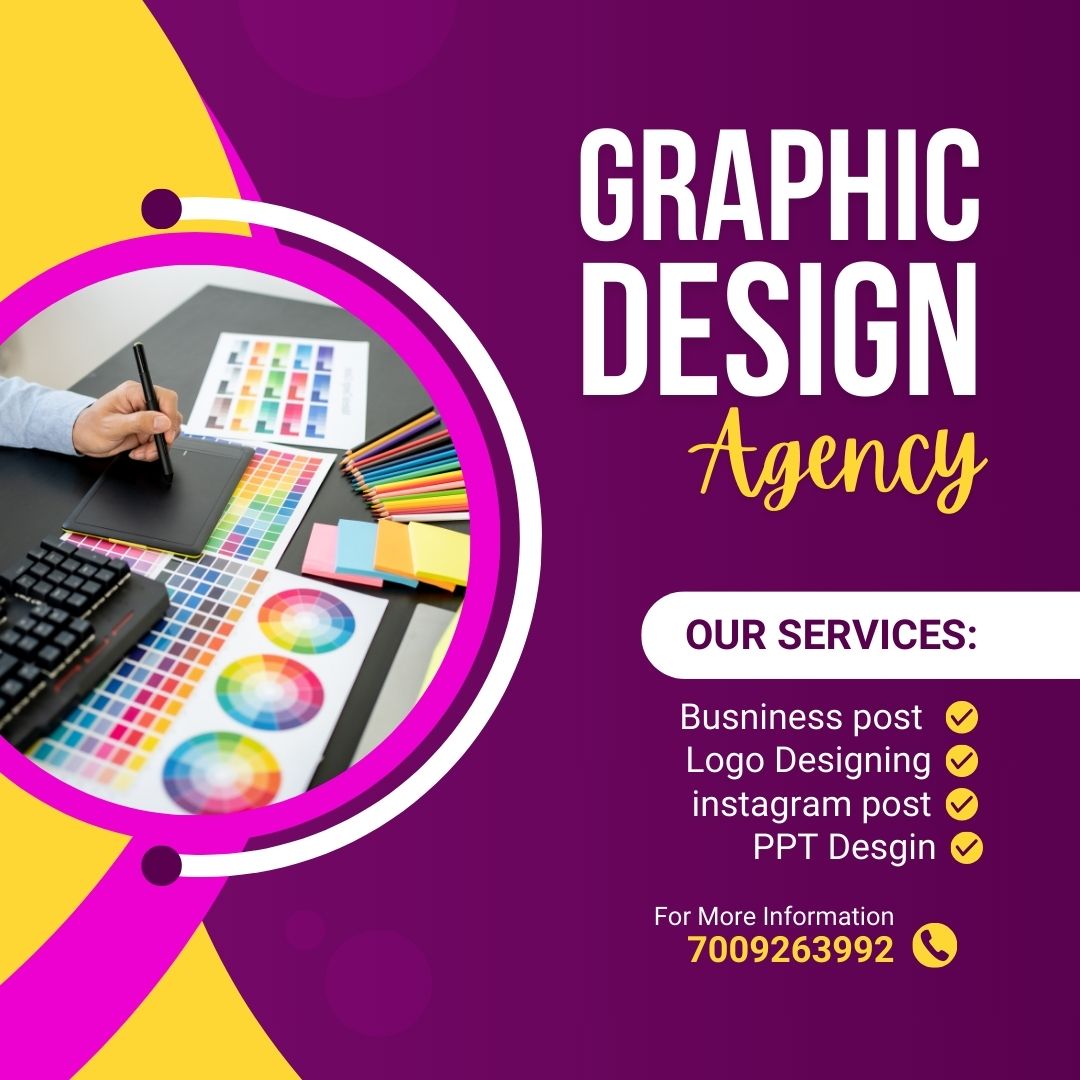 GRAPHIC
DESIGN
Agency
OUR SERVICES:
Busniness post
Logo Designing
instagram post
PPT Desgin
For More Information
7009263992